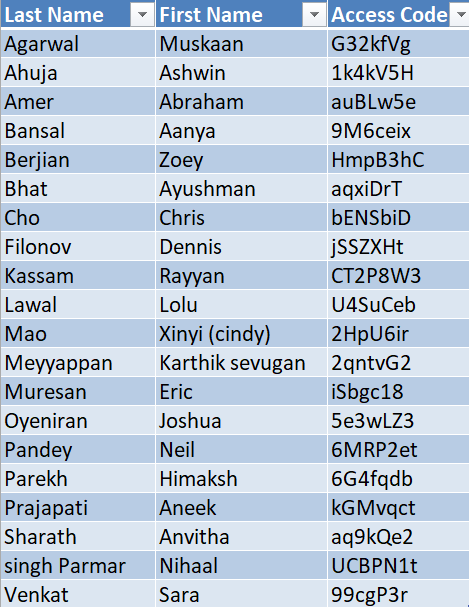 Last Name First Name Access Code
Agarwal Muskaan G32kfVg
Ahuja Ashwin 1k4kV5H
Amer Abraham auBLw5e
Bansal Aanya 9M6ceix
Berjian Zoey HmpB3hC
Bhat Ayushman aqxiDrT
Cho Chris bENSbiD
Filonov Dennis jSSZXHt
Kassam Rayyan CT2P8W3
Lawal Lolu U4SuCeb
Mao Xinyi (cindy) 2HpU6ir
Meyyappan Karthik sevugan 2qntvG2
Muresan Eric iSbgc18
Oyeniran Joshua 5e3wLZ3
Pandey Neil 6MRP2et
Parekh Himaksh 6G4fqdb
Prajapati Aneek kGMvqct
Sharath Anvitha aq9kQe2
singh Parmar Nihaal UCBPN1t
Venkat Sara 99cgP3r